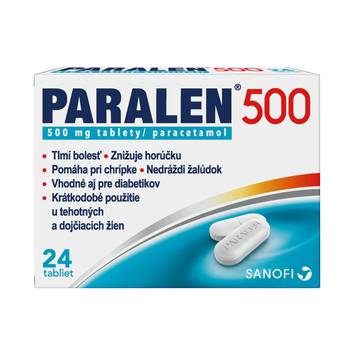 PARALEN® 500
500 mg tablety/ paracetamol
• Tlmí bolesť • Znižuje horúčku
• Pomáha pri chrípke • Nedráždi žalúdok
• Vhodné aj pre diabetikov
• Krátkodobé použitie
u tehotných
a dojčiacich žien
24
tabliet
PARALEN
SANOFI